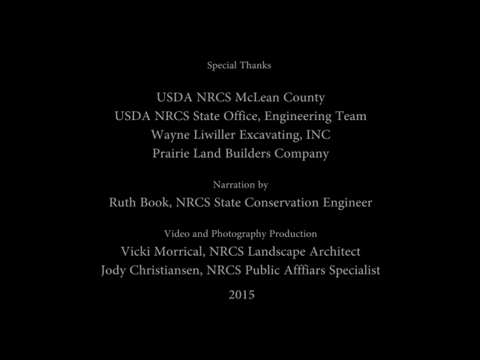 Special Thanks
USDA NRCS McLean County
USDA NRCS State Office, Engineering Team
Wayne Liwiller Excavating, INC
Prairie Land Builders Company
Narration by
Ruth Book, NRCS State Conservation Engineer
Video and Photography Production
Vicki Morrical, NRCS Landscape Architect
Jody Christiansen, NRCS Public Afffiars Specialist
2015